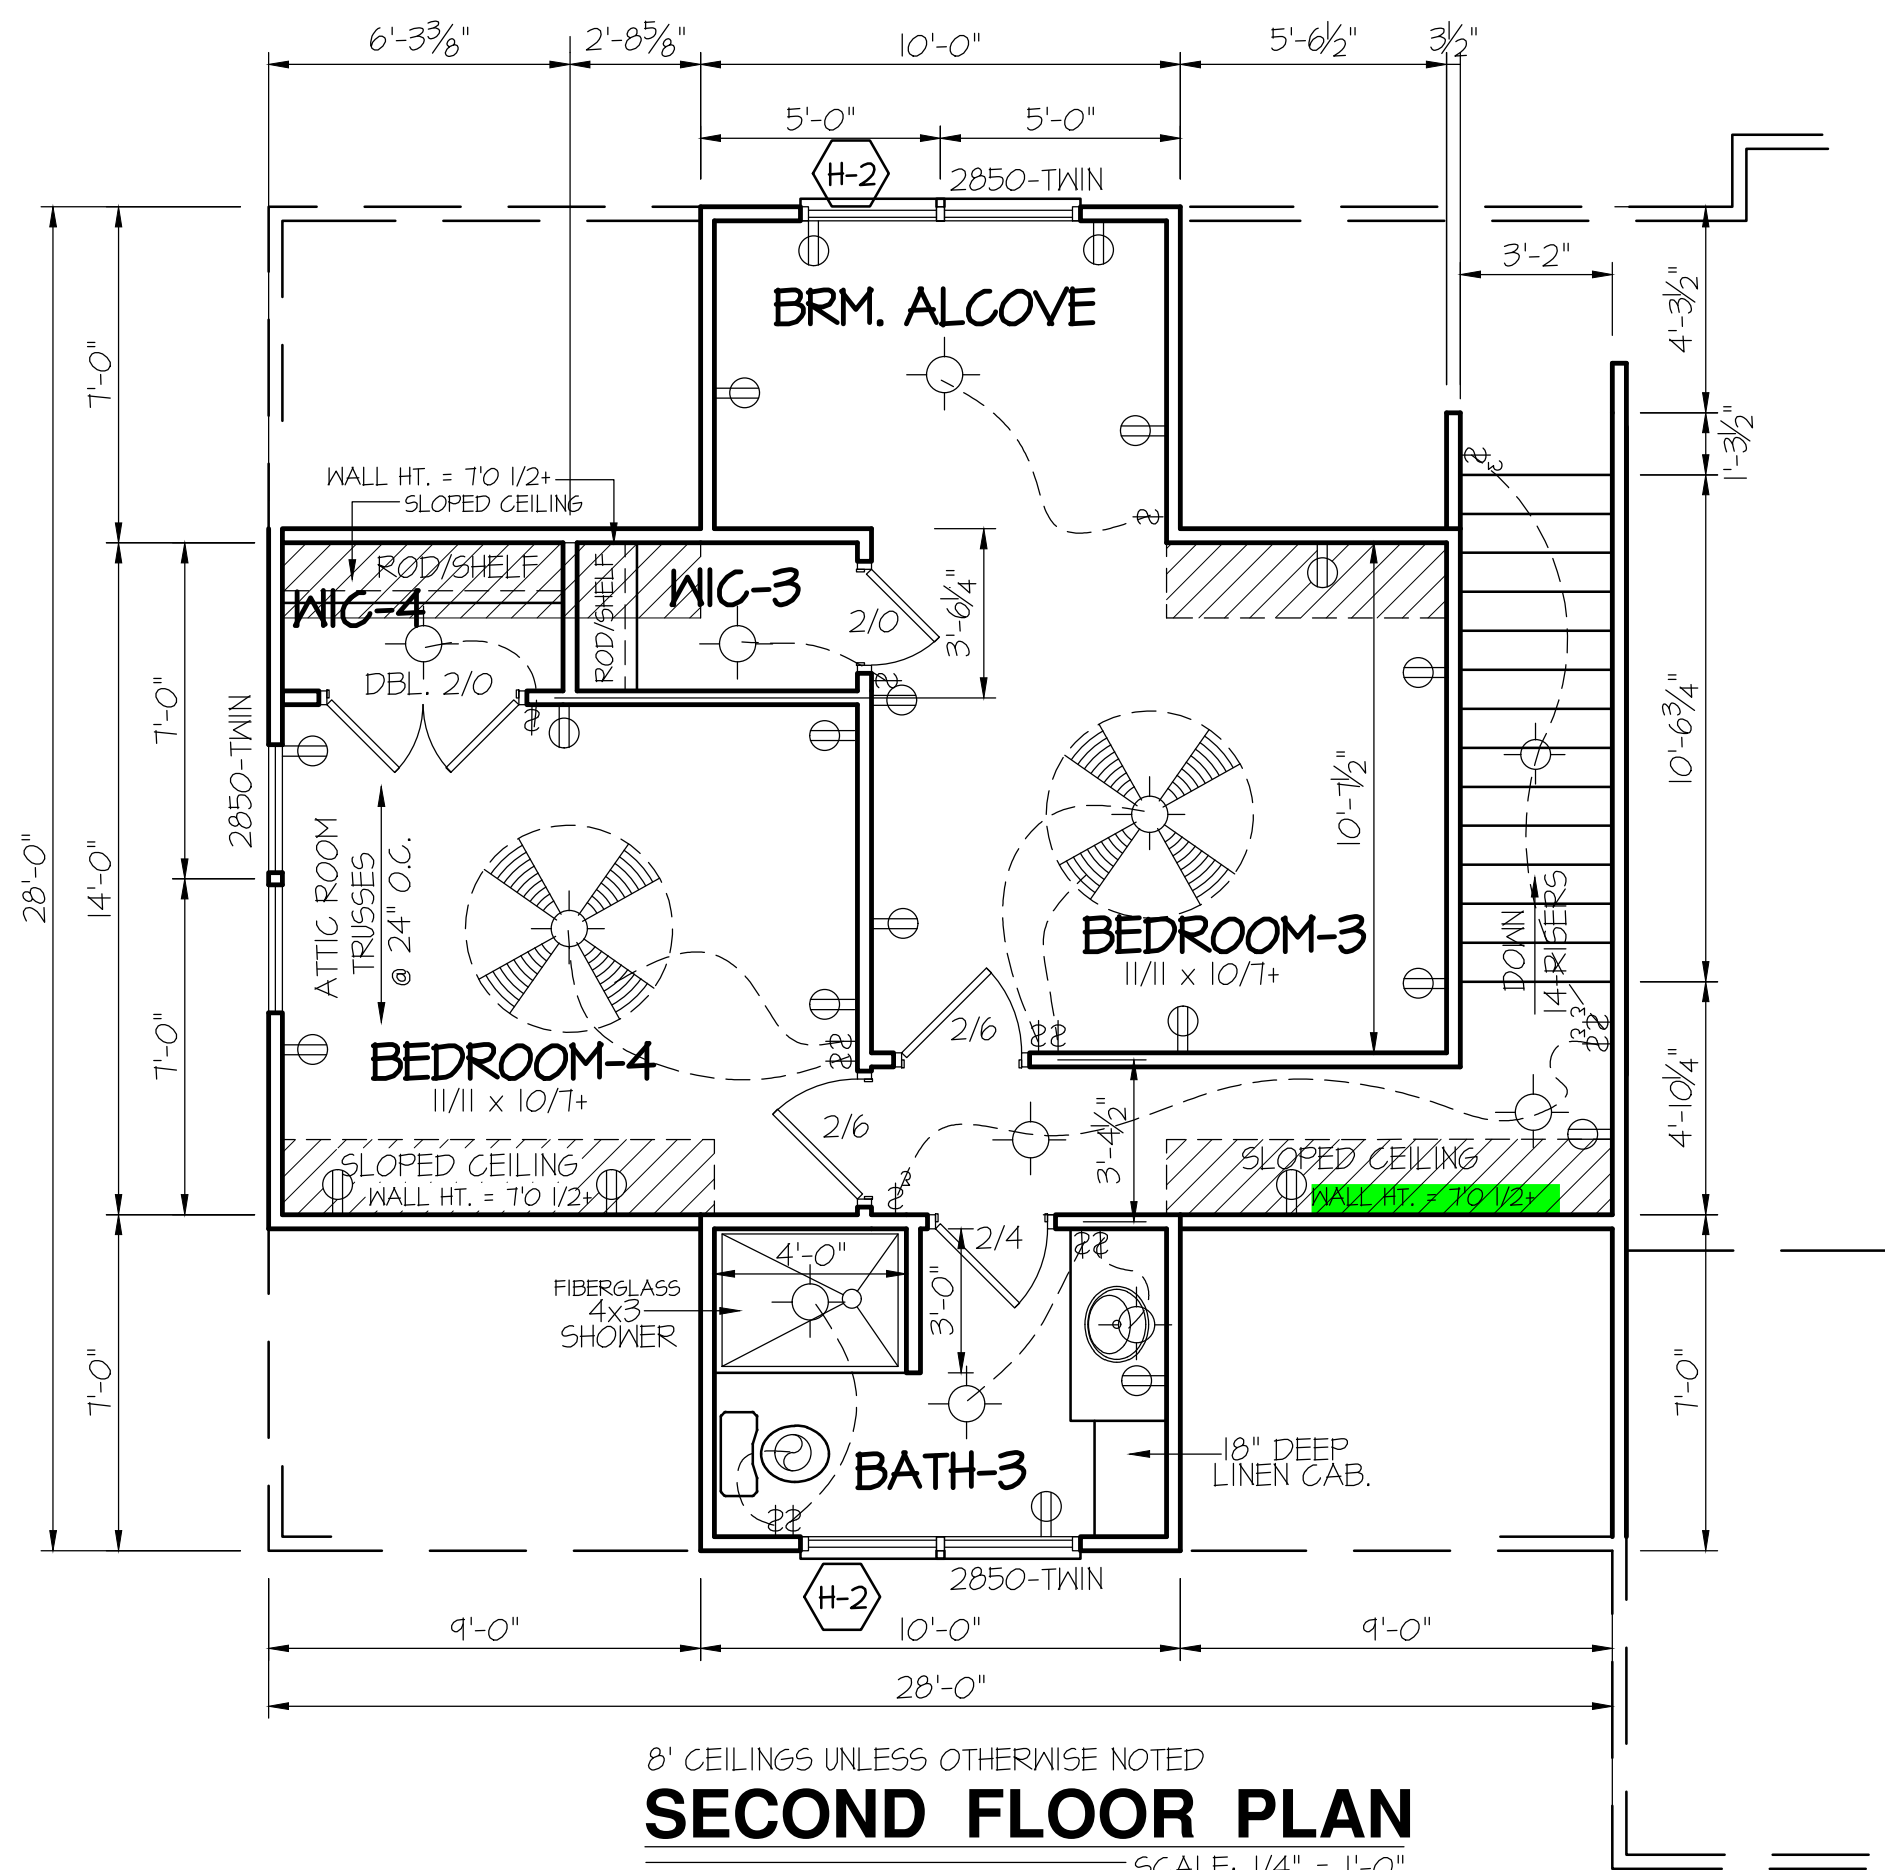 6'-3⅜" 2'-8⅝" 10'-0" 5'-6½" 3½"
5'-0" 5'-0"
H-2 2850-TWIN
3'-2"
4'-3½"
BRM. ALCOVE
7'-0"
1'-3½"
WALL HT. = 7'0 1/2+
SLOPED CEILING
ROD/SHELF
WIC-4
ROD/SHELF
WIC-3
2/0
3'-6¼"
DBL. 2/0
7'-0"
2850-TWIN
10'-6¾"
10'-7½"
28'-0"
14'-0"
ATTIC ROOM
TRUSSES
@ 24" O.C.
BEDROOM-3
11/11 x 10/7+
DOWN
14-RISERS
2/6
7'-0"
BEDROOM-4
11/11 x 10/7+
2/6
3'-4½"
4'-10¼"
SLOPED CEILING
WALL HT. = 7'0 1/2+
SLOPED CEILING
WALL HT. = 7'0 1/2+
2/4
4'-0"
3'-0"
FIBERGLASS
4x3
SHOWER
7'-0"
7'-0"
BATH-3
18" DEEP
LINEN CAB.
H-2 2850-TWIN
9'-0" 10'-0" 9'-0"
28'-0"
8' CEILINGS UNLESS OTHERWISE NOTED
SECOND FLOOR PLAN
SCALE: 1/4" = 1'-0"